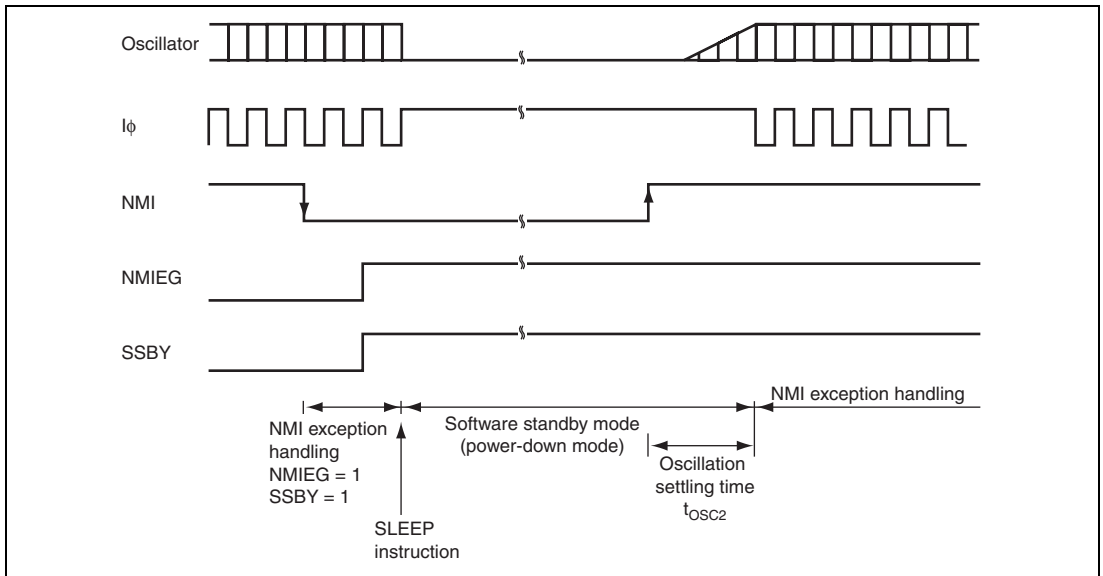 Oscillator
Iϕ
NMI
NMIEG
SSBY
NMI exception
handling
NMIEG = 1
SSBY = 1
SLEEP
instruction
Software standby mode
(power-down mode)
Oscillation
settling time
tOSC2
NMI exception handling